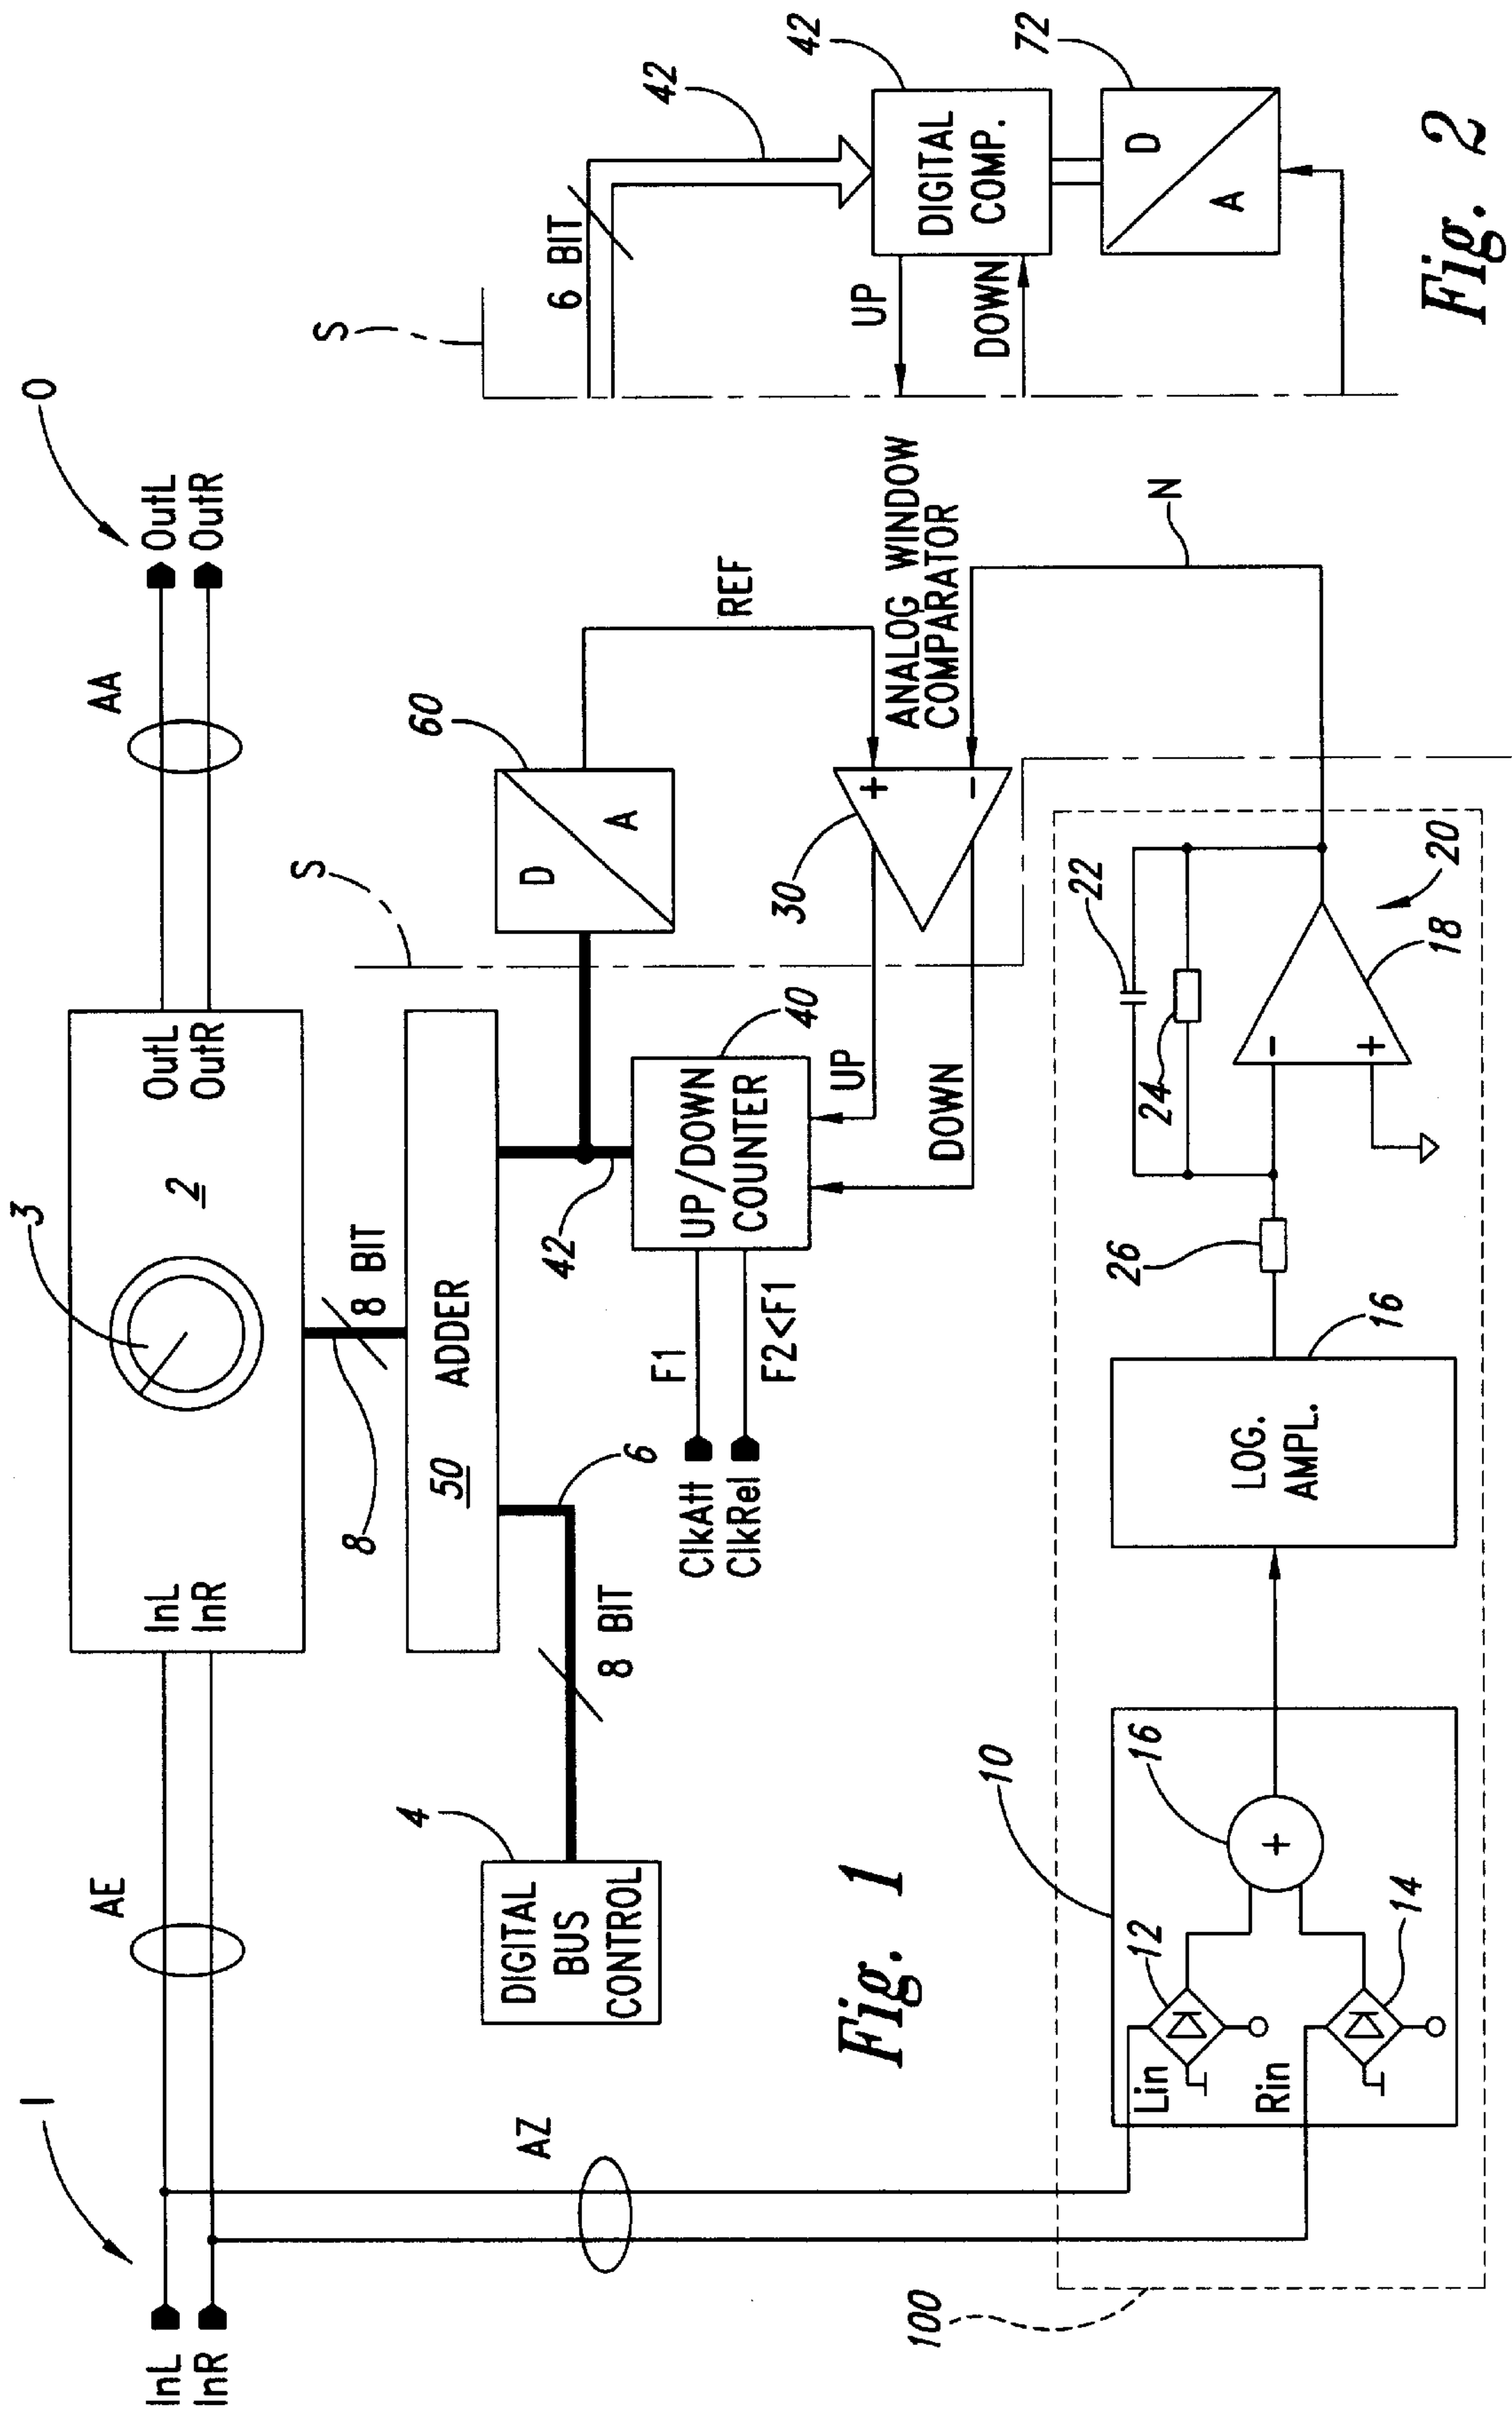 I
InL
InR
AE
AZ
InL
InR
3
2
OutL
OutR
AA
O
OutL
OutR
8
8 BIT
50 ADDER
4
DIGITAL
BUS
CONTROL
8 BIT
6
ClkAtt
ClkRel
F1
F2<F1
42
UP/DOWN
COUNTER
40
UP
DOWN
S
D
A
60
REF
30
+
-
ANALOG WINDOW
COMPARATOR
N
100
10
Lin
Rin
12
14
16
+
LOG.
AMPL.
16
26
24
22
-
+
18
20
Fig. 1
S
6 BIT
42
UP
DOWN
DIGITAL
COMP.
42
D
A
72
Fig. 2